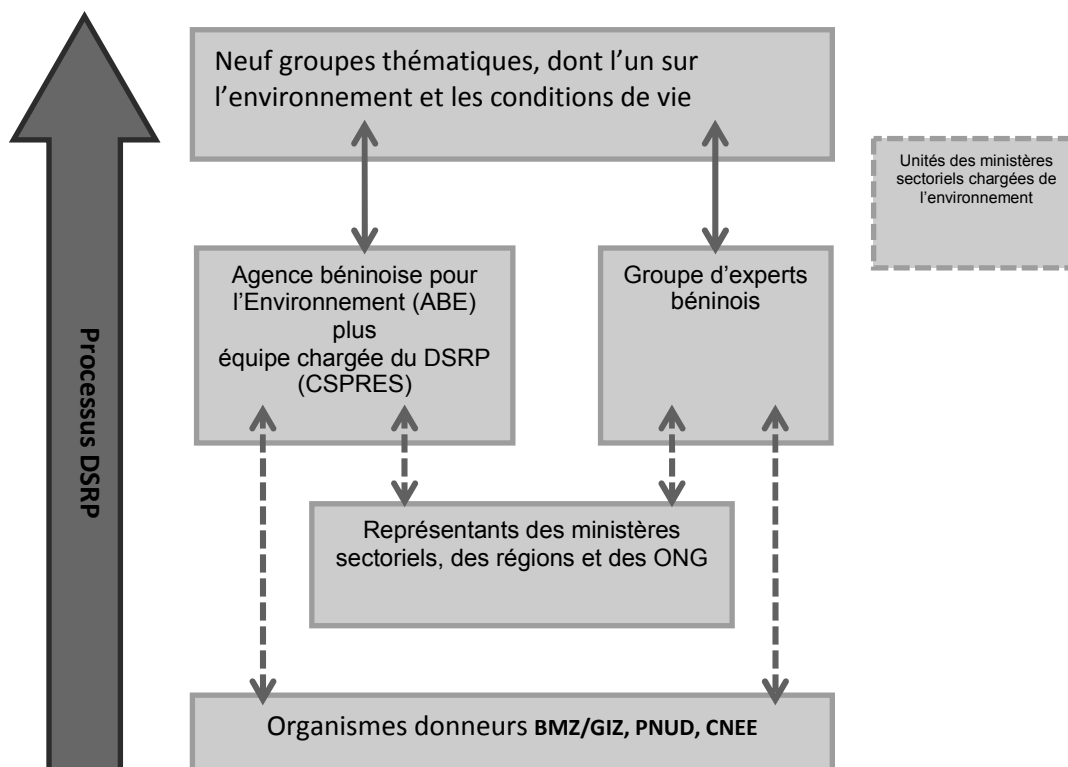 Neuf groupes thématiques, dont l’un sur
l’environnement et les conditions de vie
Unités des ministères
sectoriels chargées de
l’environnement
Agence béninoise pour
l’Environnement (ABE)
plus
équipe chargée du DSRP
(CSPRES)
Groupe d’experts
béninois
Processus DSRP
Représentants des ministères
sectoriels, des régions et des ONG
Organismes donneurs BMZ/GIZ, PNUD, CNEE